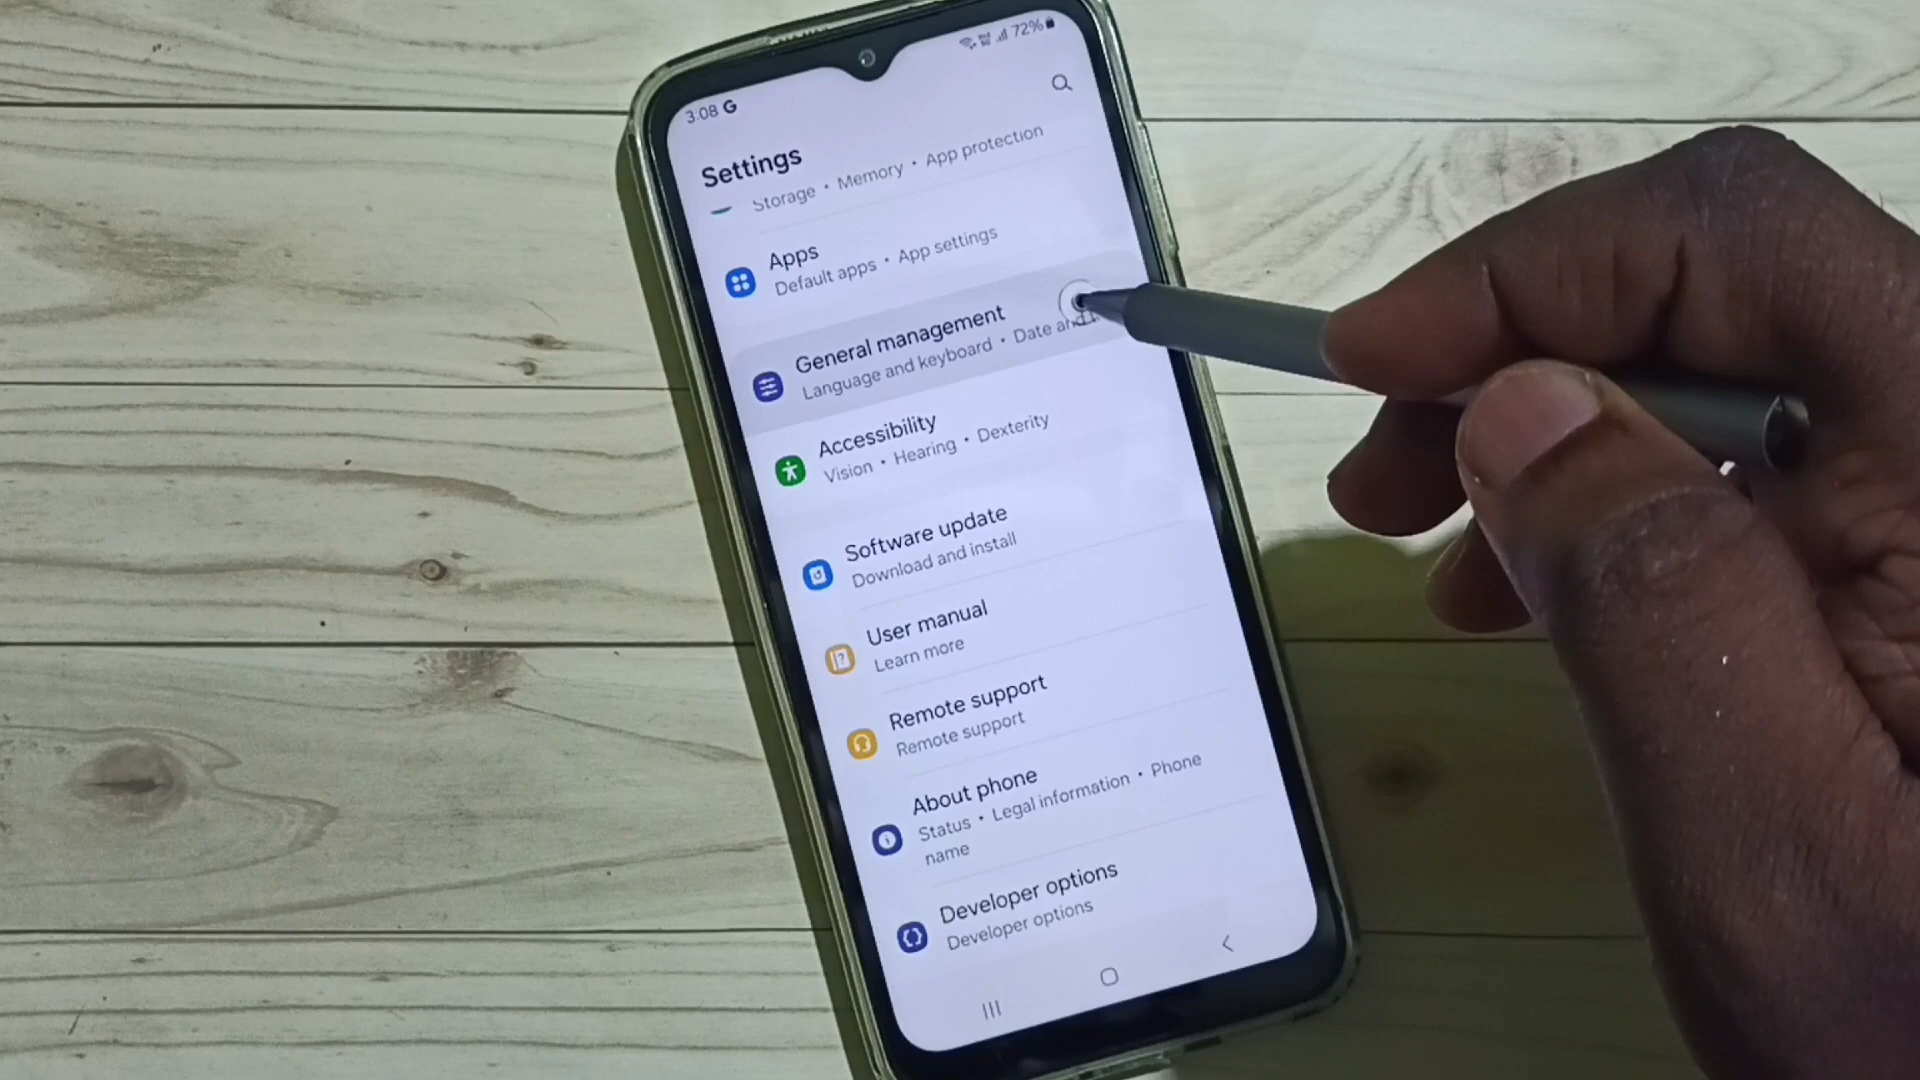 3:08 G
72%
Settings
Storage • Memory • App protection
Apps
Default apps • App settings
General management
Language and keyboard • Date and
Accessibility
Vision • Hearing • Dexterity
Software update
Download and install
User manual
Learn more
Remote support
Remote support
About phone
Status • Legal information • Phone
name
Developer options
Developer options